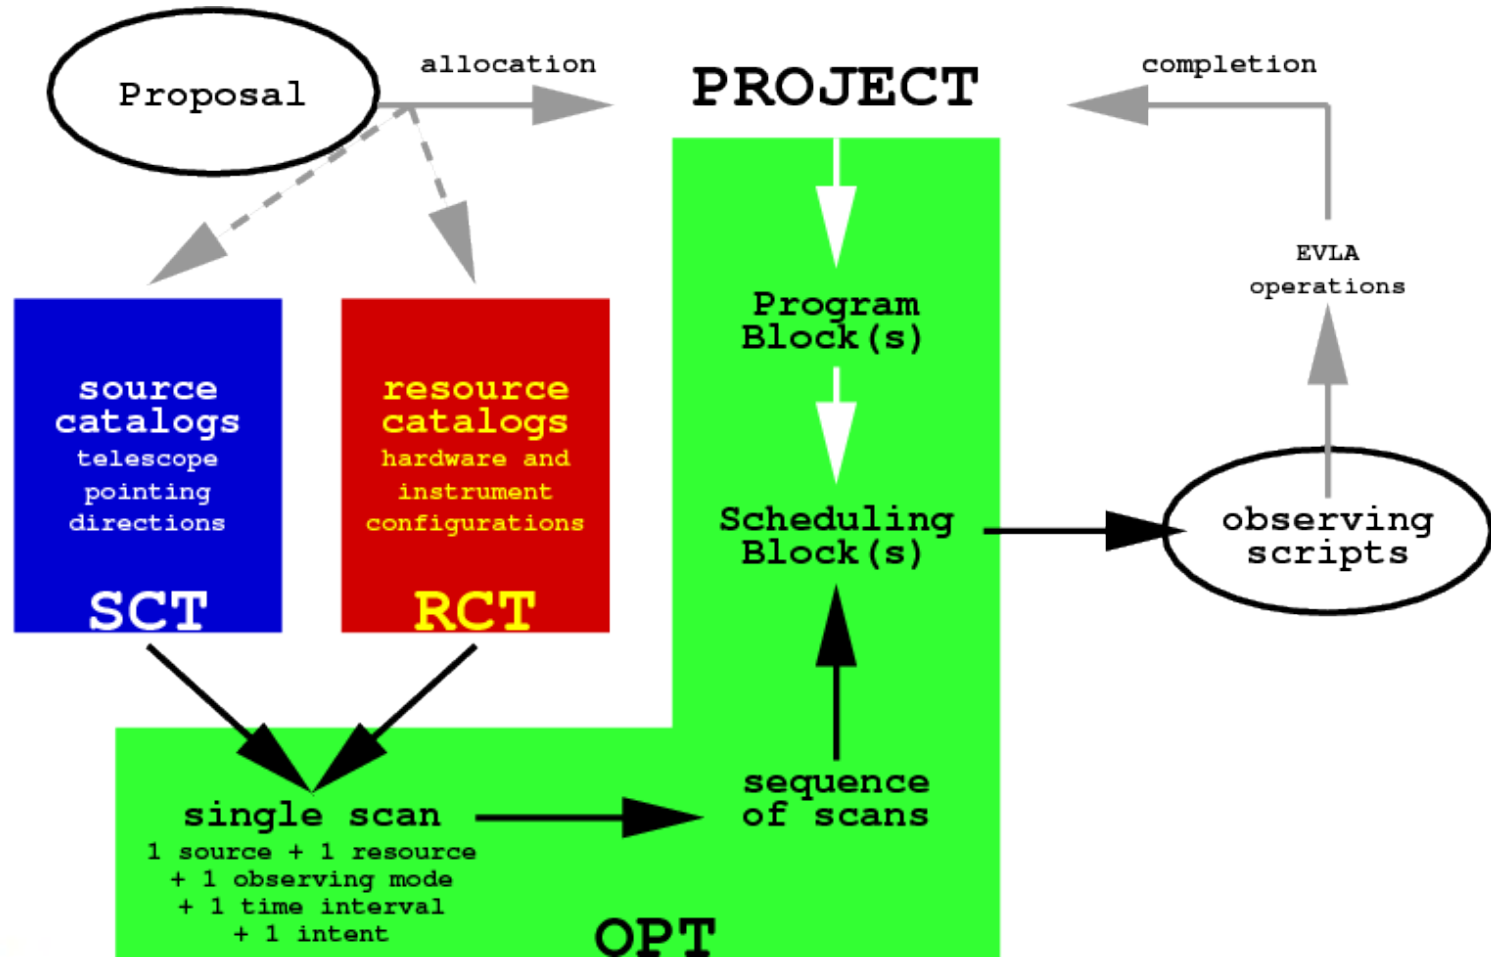 Proposal
allocation
PROJECT
completion
EVLA
operations
Program
Block(s)
source
catalogs
telescope
pointing
directions
SCT
resource
catalogs
hardware and
instrument
configurations
RCT
Scheduling
Block(s)
observing
scripts
single scan
1 source + 1 resource
+ 1 observing mode
+ 1 time interval
+ 1 intent
sequence
of scans
OPT